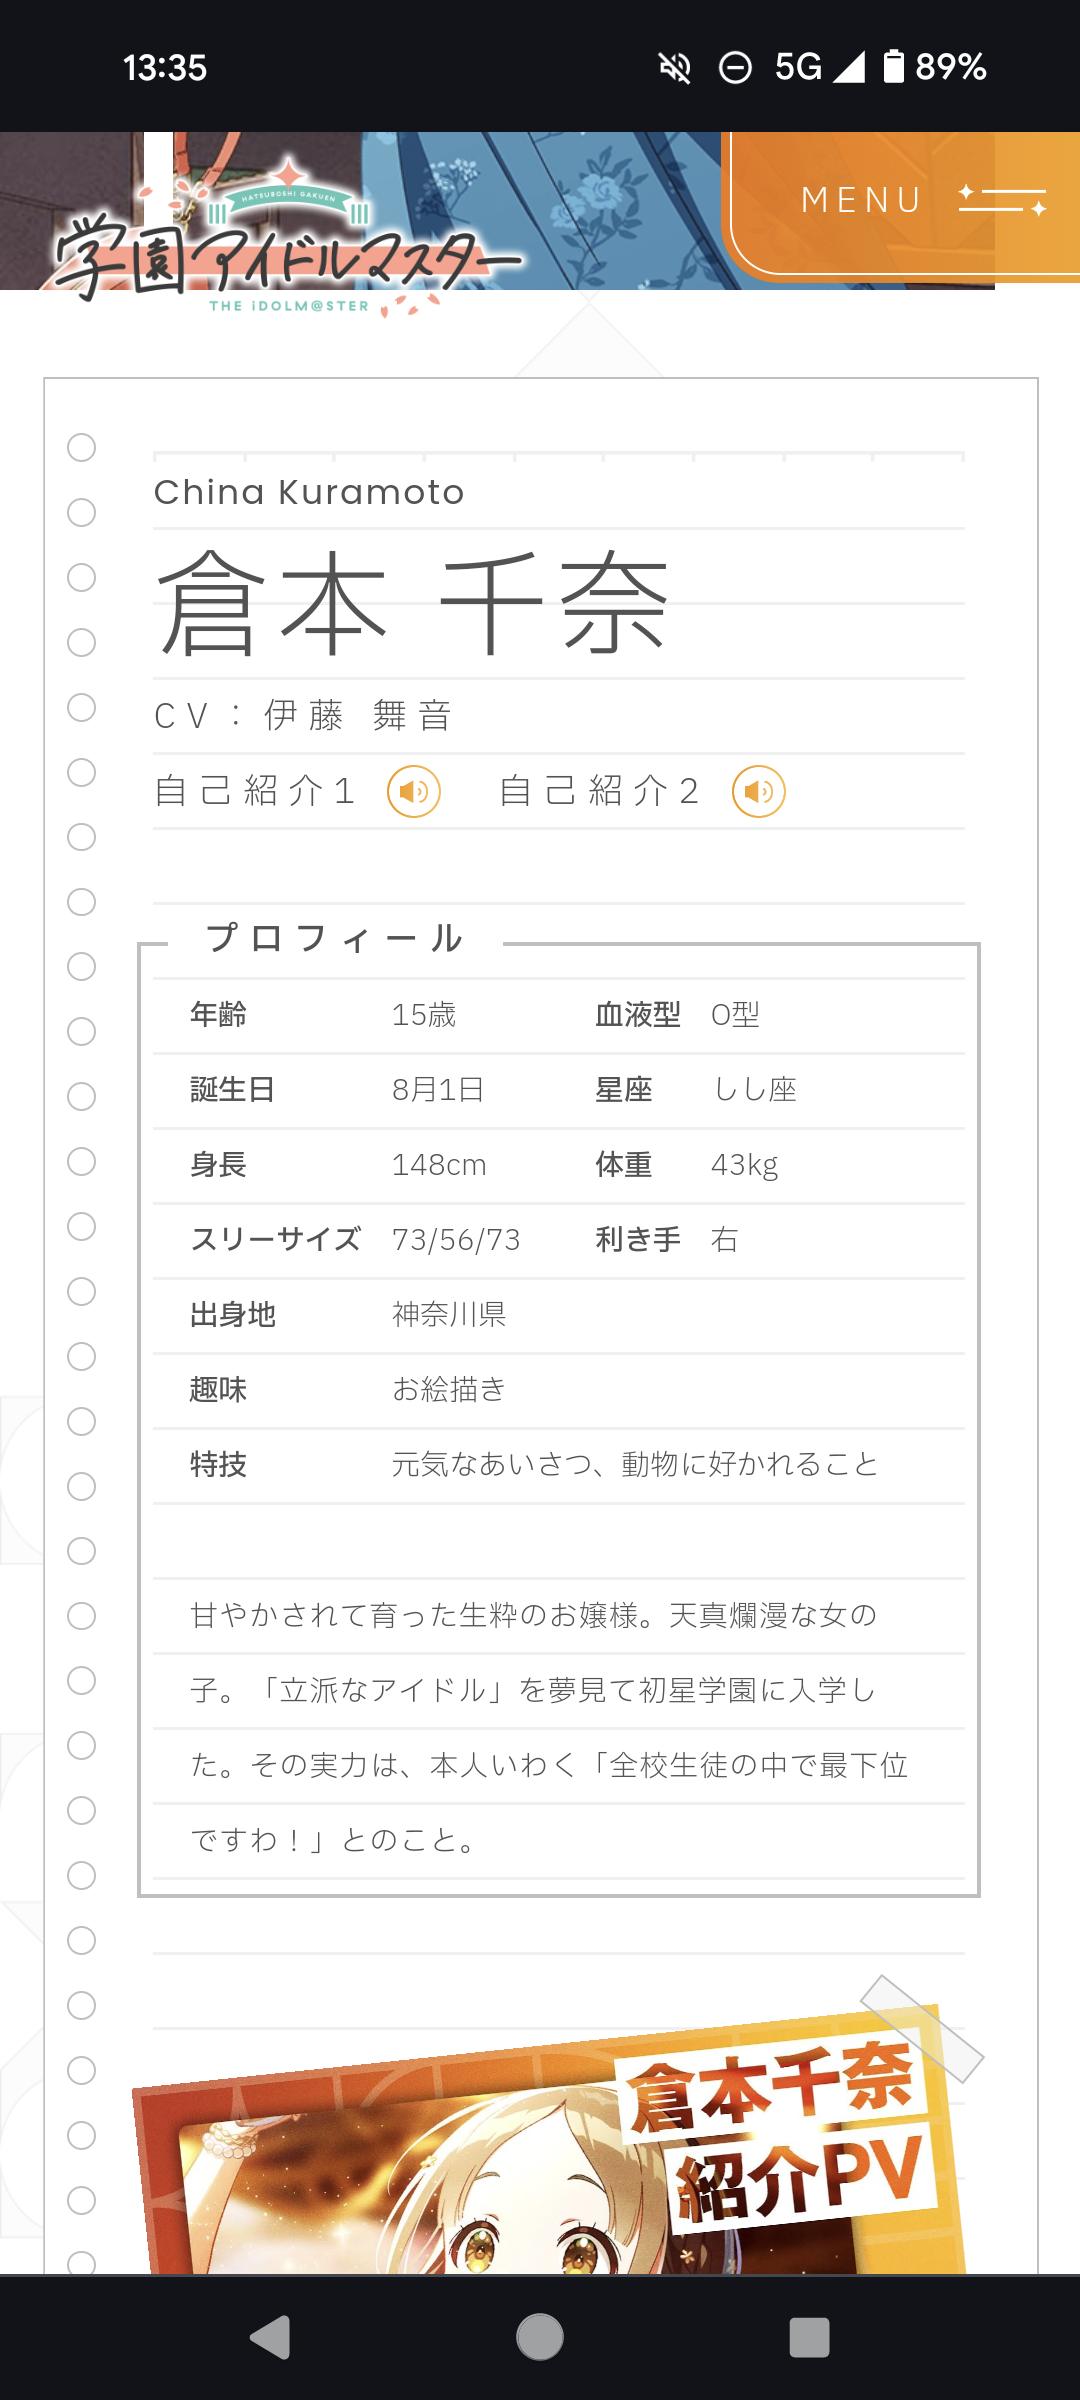 13:35 5G 89%
HATSUBOSHI GAKUEN
学園アイドルマスター
THE iDOLM@STER
MENU
China Kuramoto
倉本 千奈
CV：伊藤 舞音
自己紹介1 自己紹介2
プロフィール
年齢 15歳 血液型 O型
誕生日 8月1日 星座 しし座
身長 148cm 体重 43kg
スリーサイズ 73/56/73 利き手 右
出身地 神奈川県
趣味 お絵描き
特技 元気なあいさつ、動物に好かれること
甘やかされて育った生粋のお嬢様。天真爛漫な女の
子。「立派なアイドル」を夢見て初星学園に入学し
た。その実力は、本人いわく「全校生徒の中で最下位
ですわ！」とのこと。
倉本千奈
紹介PV